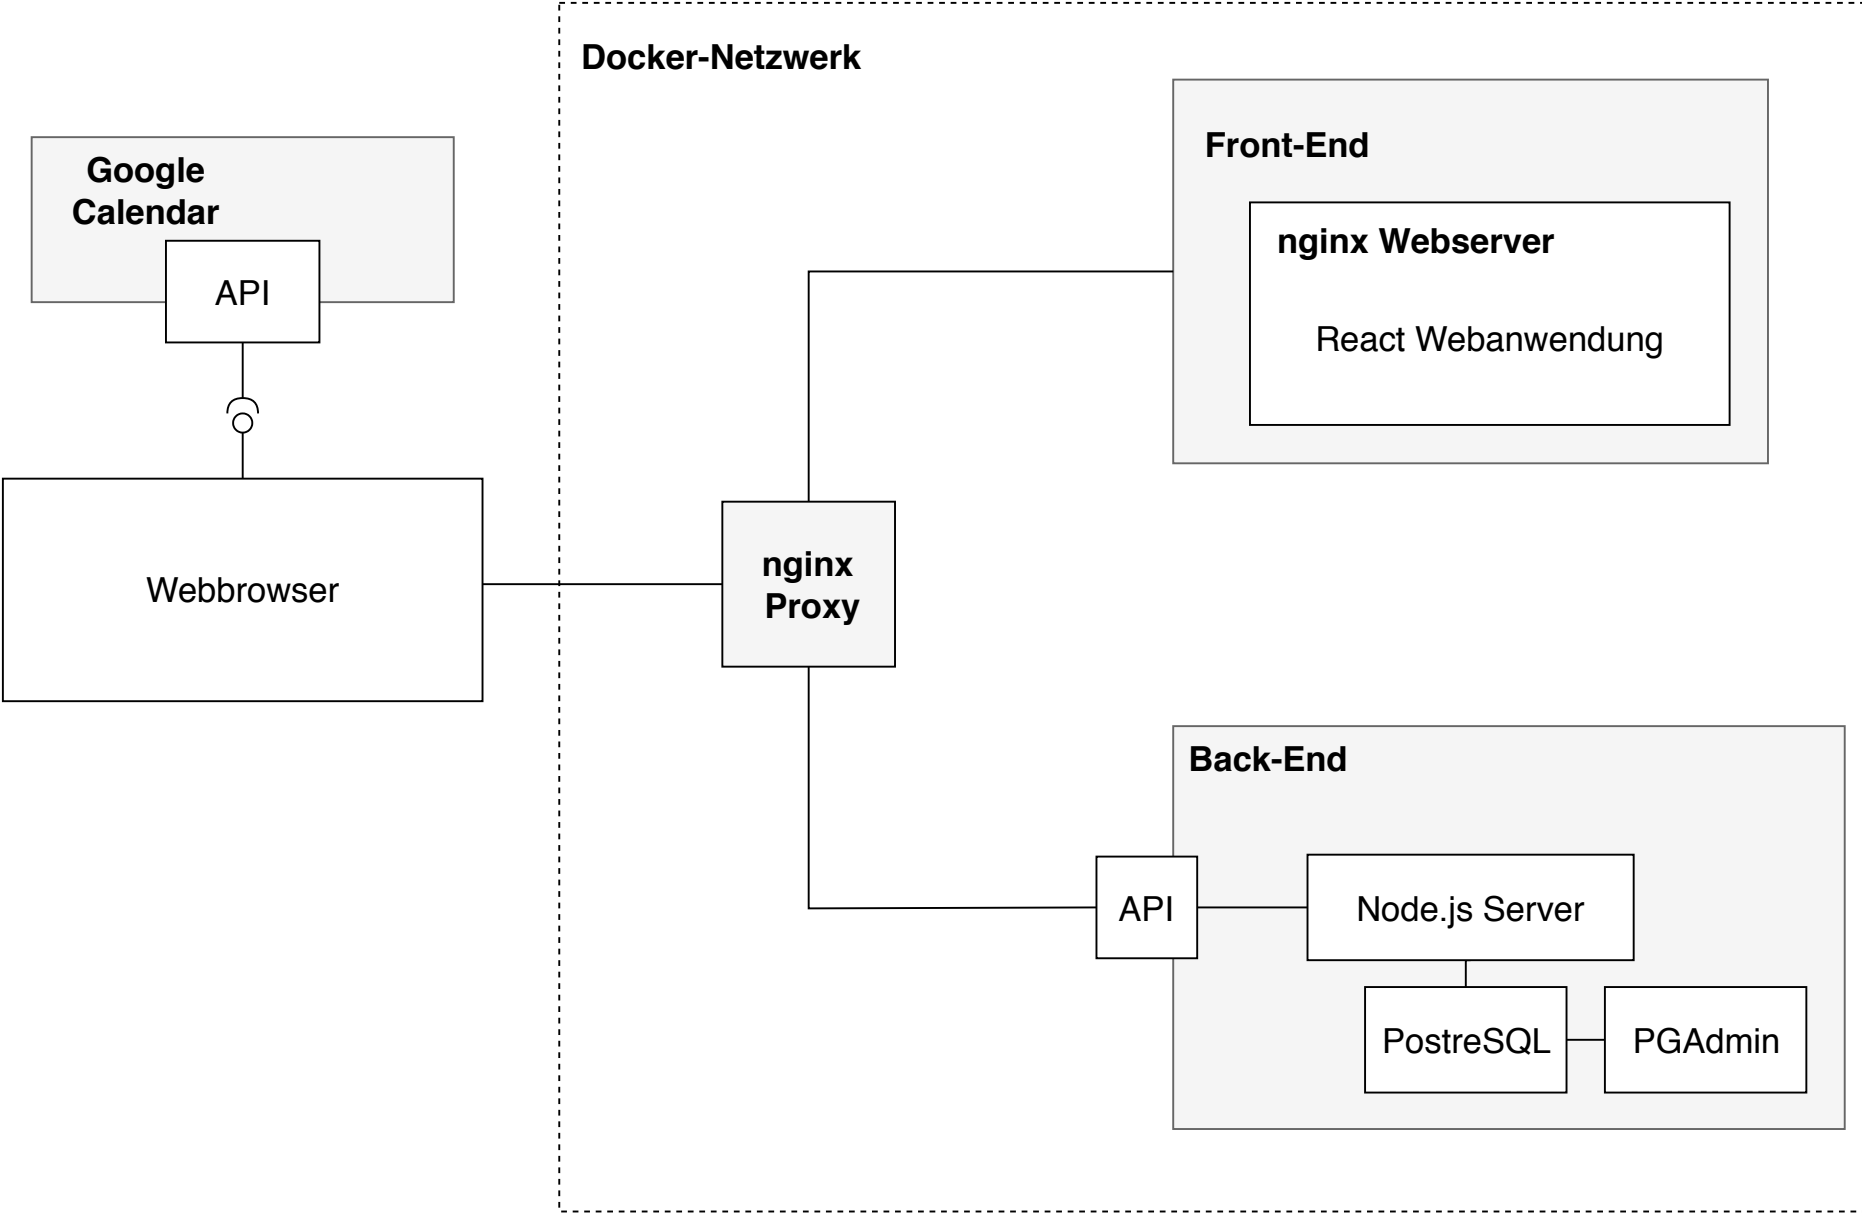 Docker-Netzwerk
Google
Calendar
API
Webbrowser
nginx
Proxy
Front-End
nginx Webserver
React Webanwendung
Back-End
API
Node.js Server
PostreSQL
PGAdmin